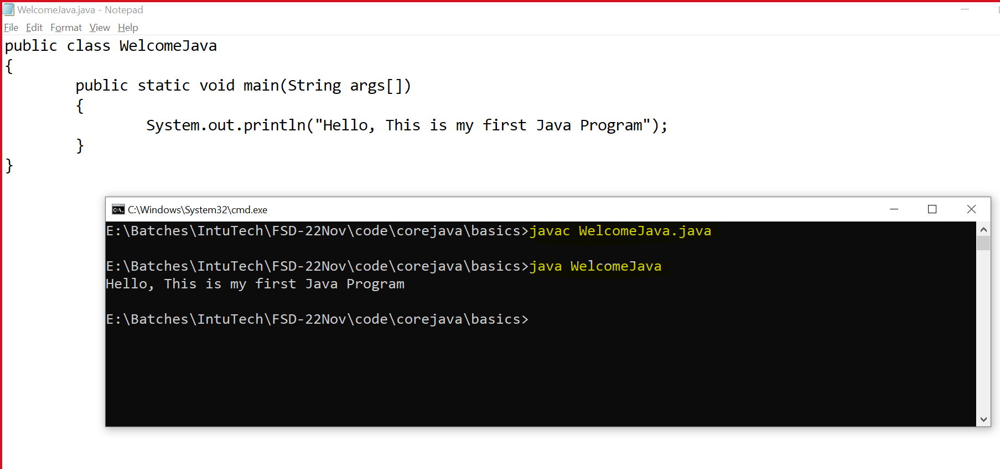 WelcomeJava.java - Notepad
File Edit Format View Help
public class WelcomeJava
{
public static void main(String args[])
{
System.out.println("Hello, This is my first Java Program");
}
}
C:\Windows\System32\cmd.exe
E:\Batches\IntuTech\FSD-22Nov\code\corejava\basics>javac WelcomeJava.java
E:\Batches\IntuTech\FSD-22Nov\code\corejava\basics>java WelcomeJava
Hello, This is my first Java Program
E:\Batches\IntuTech\FSD-22Nov\code\corejava\basics>